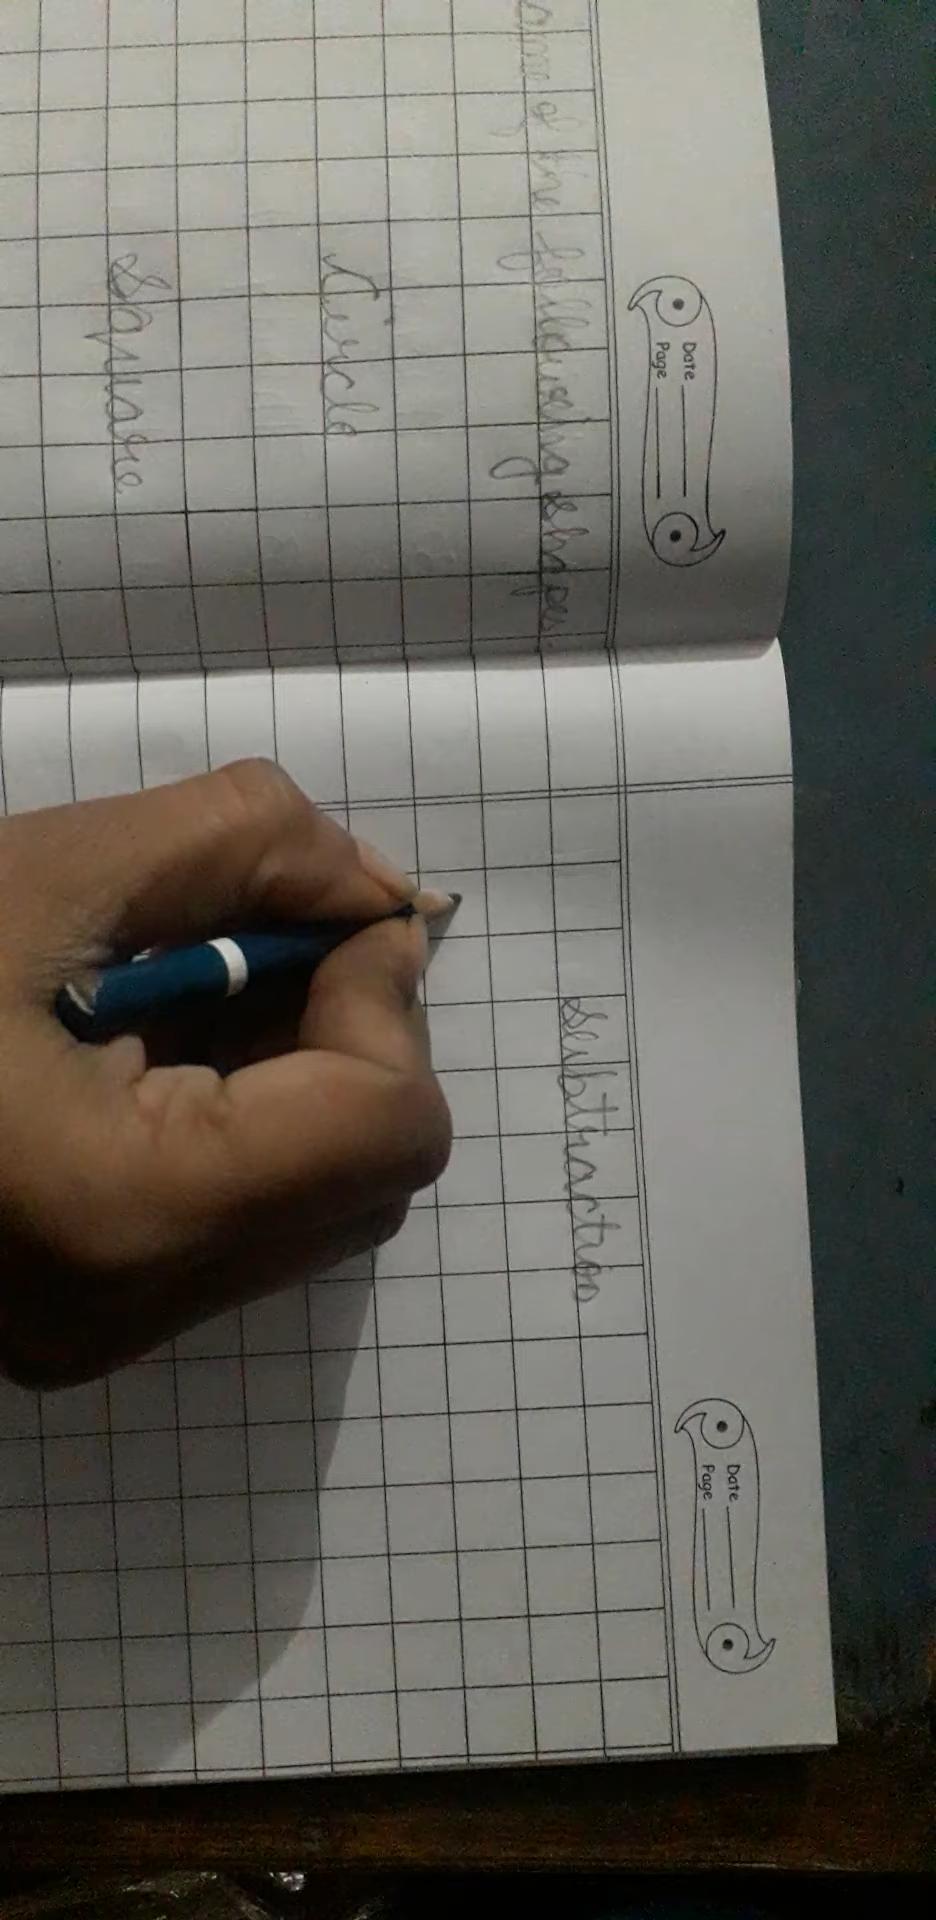 of the following shapes.
Circle
Square
Date
Page
Subtraction
Date
Page